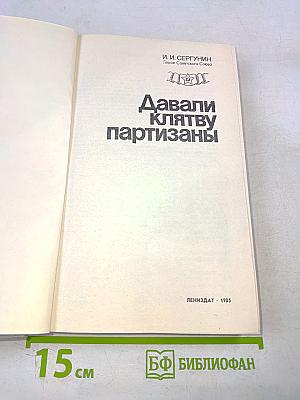 И. И. СЕРГУНИН
Герой Советского Союза
Давали
клятву
партизаны
ЛЕНИЗДАТ · 1985
15 см
БФ БИБЛИОФАН